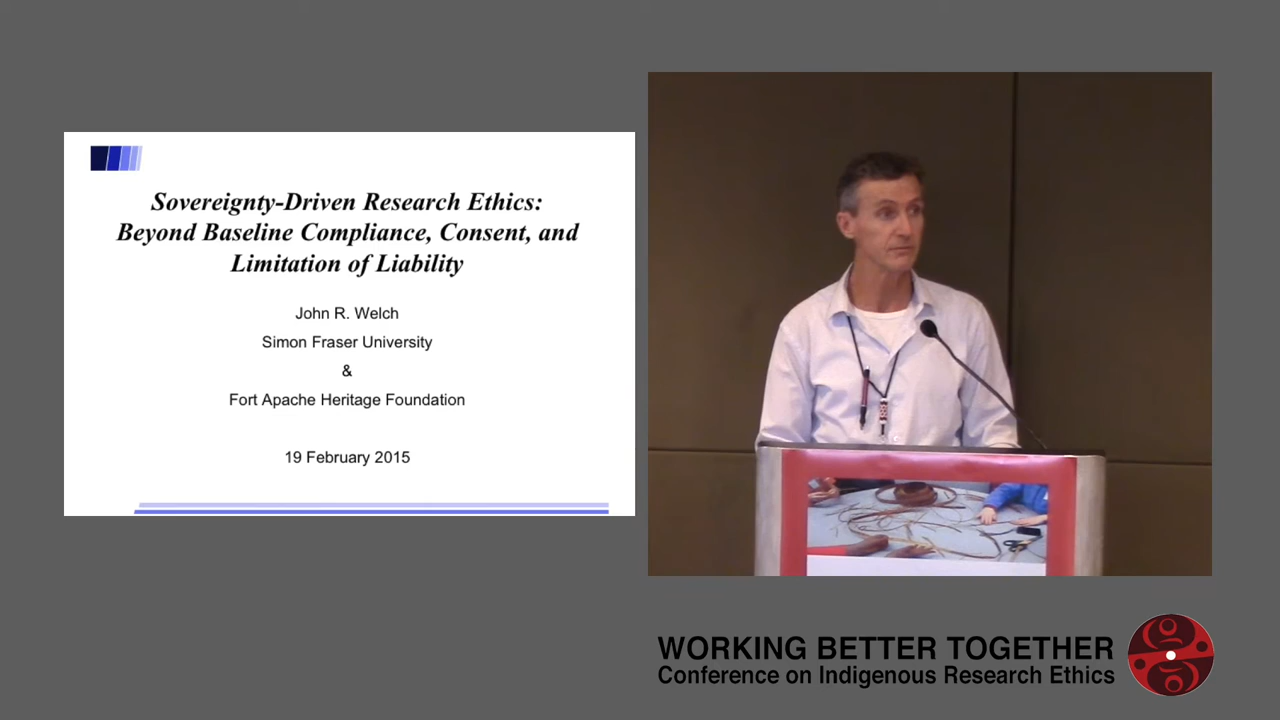 Sovereignty-Driven Research Ethics:
Beyond Baseline Compliance, Consent, and
Limitation of Liability
John R. Welch
Simon Fraser University
&
Fort Apache Heritage Foundation
19 February 2015
WORKING BETTER TOGETHER
Conference on Indigenous Research Ethics